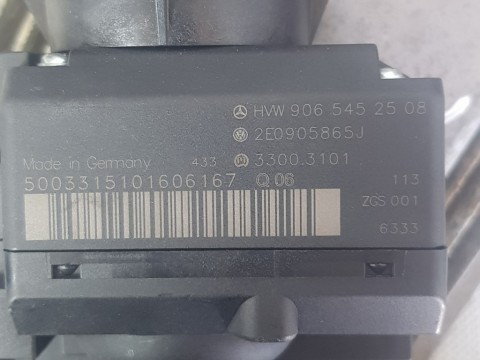 HVW 906 545 25 08
2E0905865J
Made in Germany 433 3300.3101
5003315101606167 Q 06 113
ZGS 001
6333